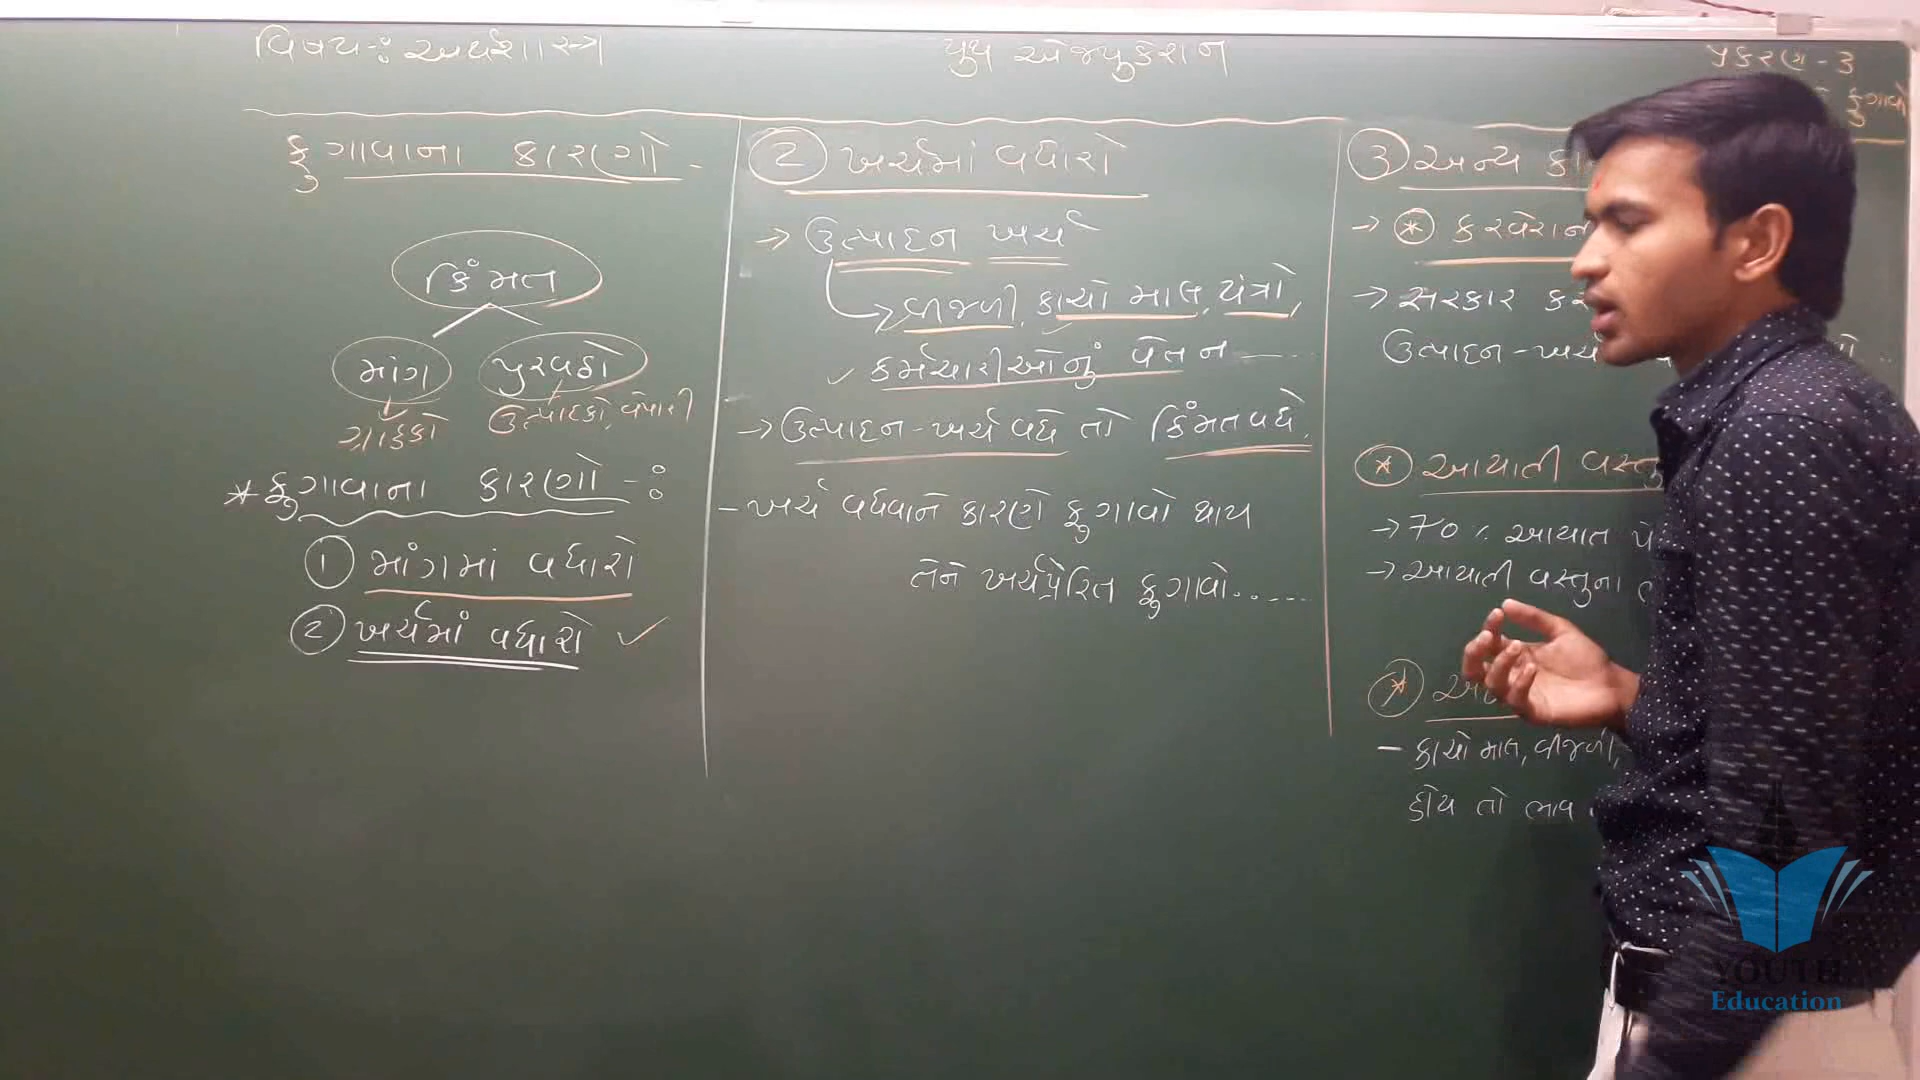 વિષય-: અર્થશાસ્ત્ર
યુથ એજ્યુકેશન
પ્રકરણ - 3
ફુગાવો
ફુગાવાના કારણો -
કિંમત
માંગ પુરવઠો
ગ્રાહકો ઉત્પાદકો, વેપારી
* ફુગાવાના કારણો -:
① માંગમાં વધારો
② ખર્ચમાં વધારો ✓
② ખર્ચમાં વધારો
→ ઉત્પાદન ખર્ચ
→ વીજળી, કાચો માલ, યંત્રો,
✓ કર્મચારીઓનું વેતન -----
→ ઉત્પાદન-ખર્ચ વધે તો કિંમત વધે.
- ખર્ચ વધવાને કારણે ફુગાવો થાય
તેને ખર્ચપ્રેરિત ફુગાવો.....
③ અન્ય
→ * કરવેરાન
→ સરકાર કર
ઉત્પાદન-ખર્ચ
* આયાતી વસ્તુ
→ 70 % આયાત પે
→ આયાતી વસ્તુના
*
- કાચો માલ, વીજળી,
હોય તો ભાવ
YOUTH
Education